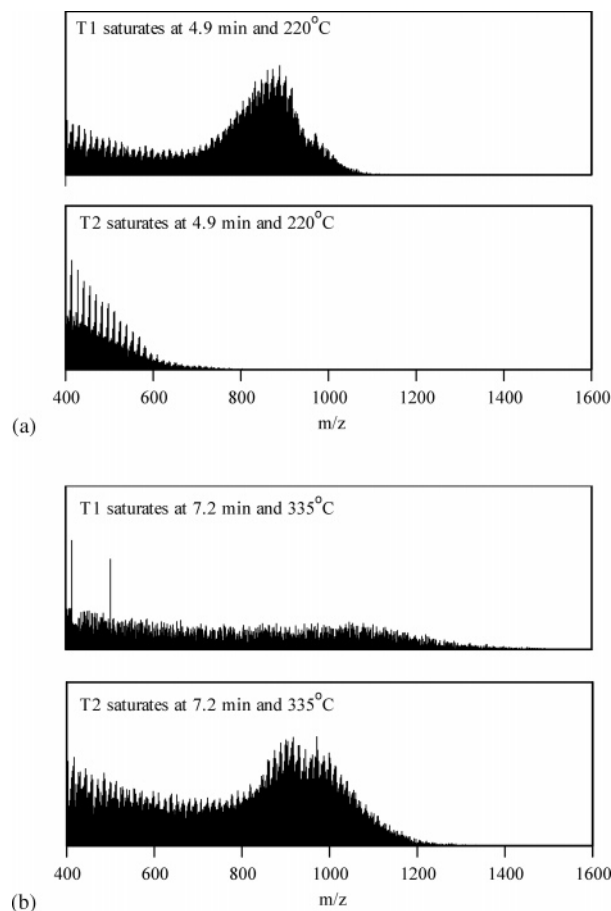 T1 saturates at 4.9 min and 220°C
T2 saturates at 4.9 min and 220°C
400 600 800 1000 1200 1400 1600
(a) m/z
T1 saturates at 7.2 min and 335°C
T2 saturates at 7.2 min and 335°C
400 600 800 1000 1200 1400 1600
(b) m/z